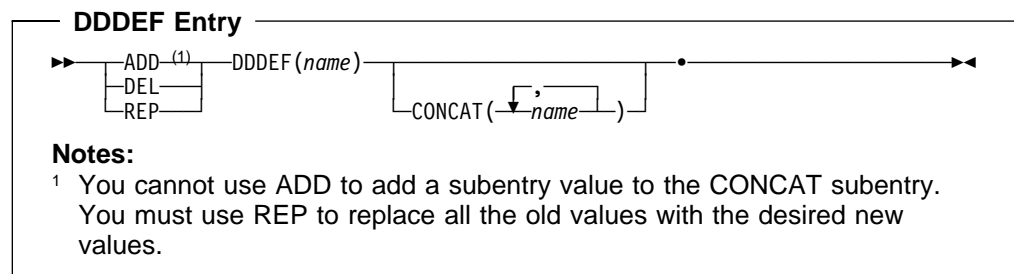 DDDEF Entry
►►──ADD (1)──DDDEF(name)──•──►◄
DEL ,
REP CONCAT(name)
Notes:
1 You cannot use ADD to add a subentry value to the CONCAT subentry.
You must use REP to replace all the old values with the desired new
values.